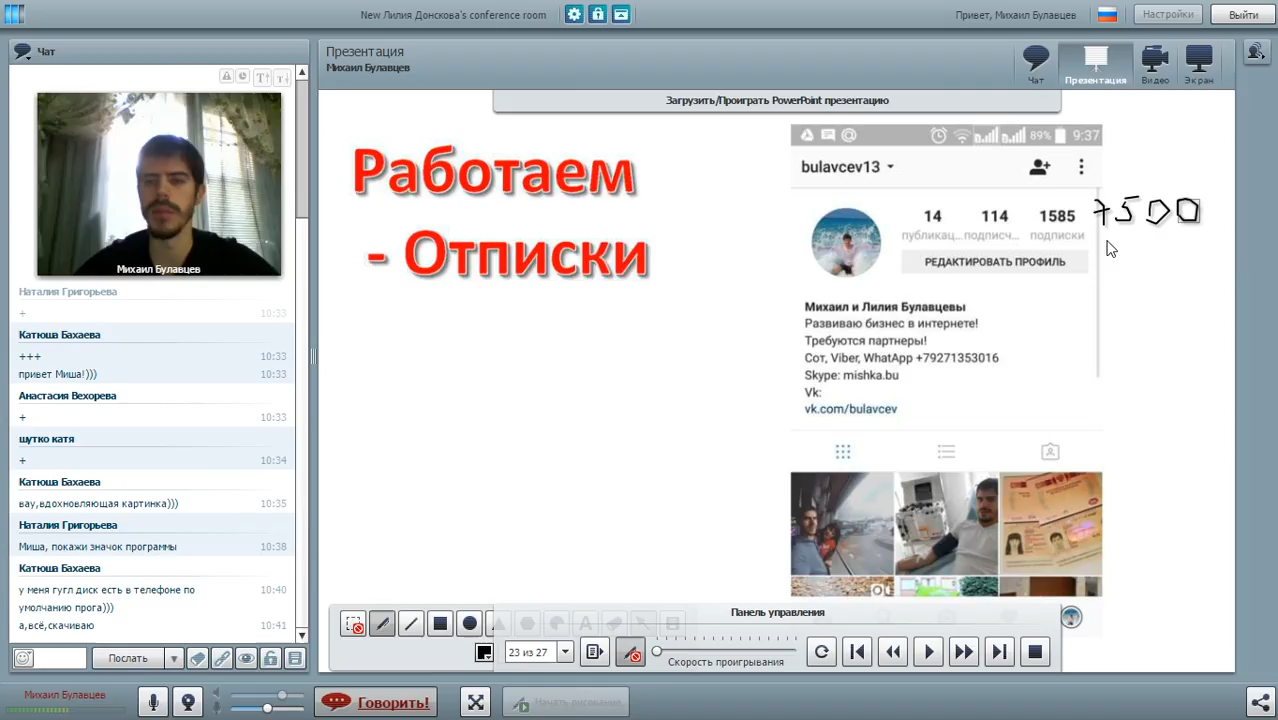 New Лилия Донскова's conference room
Привет, Михаил Булавцев
Настройки
Выйти
Чат
Михаил Булавцев
Наталия Григорьева
+ 10:33
Катюша Бахаева
+++ 10:33
привет Миша!))) 10:33
Анастасия Вехорева
+ 10:33
шутко катя
+ 10:34
Катюша Бахаева
вау,вдохновляющая картинка))) 10:35
Наталия Григорьева
Миша, покажи значок программы 10:38
Катюша Бахаева
у меня гугл диск есть в телефоне по 10:40
умолчанию прога)))
а,всё,скачиваю 10:41
Послать
Презентация
Михаил Булавцев
Чат
Презентация
Видео
Экран
Загрузить/Проиграть PowerPoint презентацию
Работаем
- Отписки
89% 9:37
bulavcev13
14 114 1585
публикац... подписч... подписки
7500
РЕДАКТИРОВАТЬ ПРОФИЛЬ
Михаил и Лилия Булавцевы
Развиваю бизнес в интернете!
Требуются партнеры!
Сот, Viber, WhatApp +79271353016
Skype: mishka.bu
Vk:
vk.com/bulavcev
Панель управления
23 из 27
Скорость проигрывания
Михаил Булавцев
Говорить!
Начать рисование